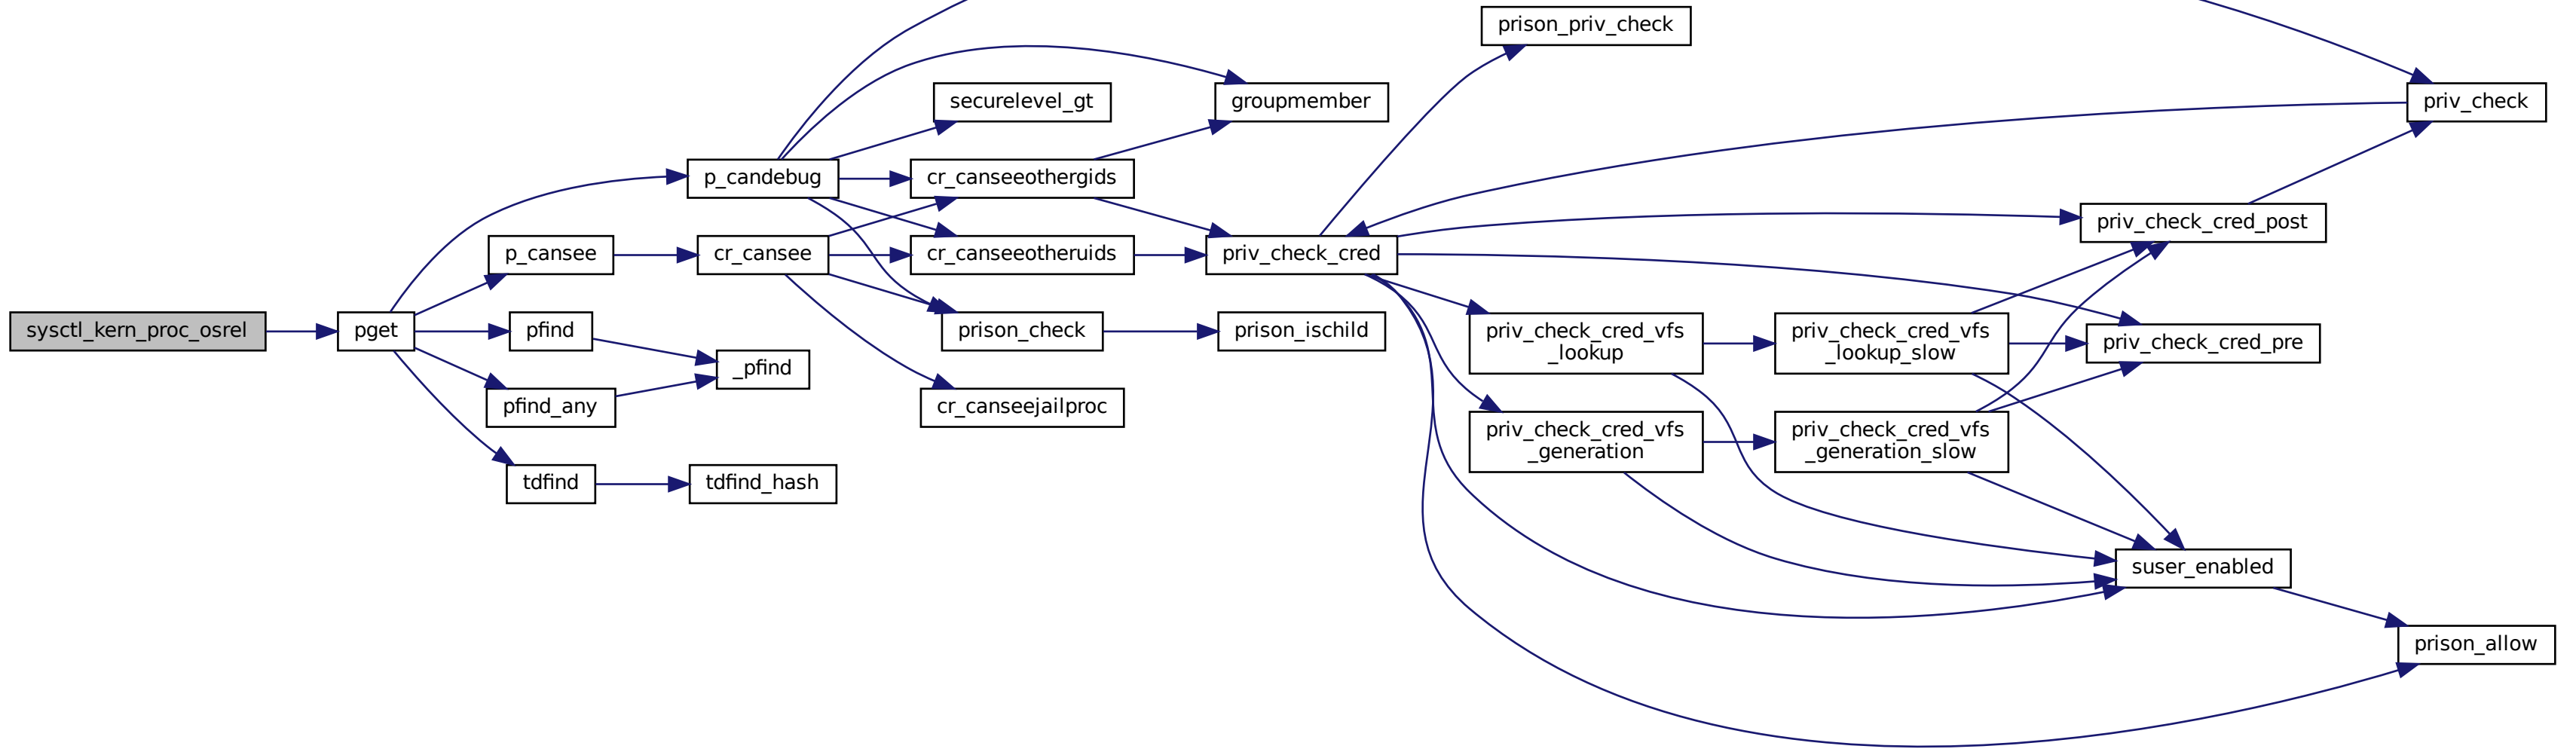 prison_priv_check
securelevel_gt
groupmember
priv_check
p_candebug
cr_canseeothergids
p_cansee
cr_cansee
cr_canseeotheruids
priv_check_cred
priv_check_cred_post
sysctl_kern_proc_osrel
pget
pfind
prison_check
prison_ischild
priv_check_cred_vfs
_lookup
priv_check_cred_vfs
_lookup_slow
priv_check_cred_pre
_pfind
pfind_any
cr_canseejailproc
priv_check_cred_vfs
_generation
priv_check_cred_vfs
_generation_slow
tdfind
tdfind_hash
suser_enabled
prison_allow